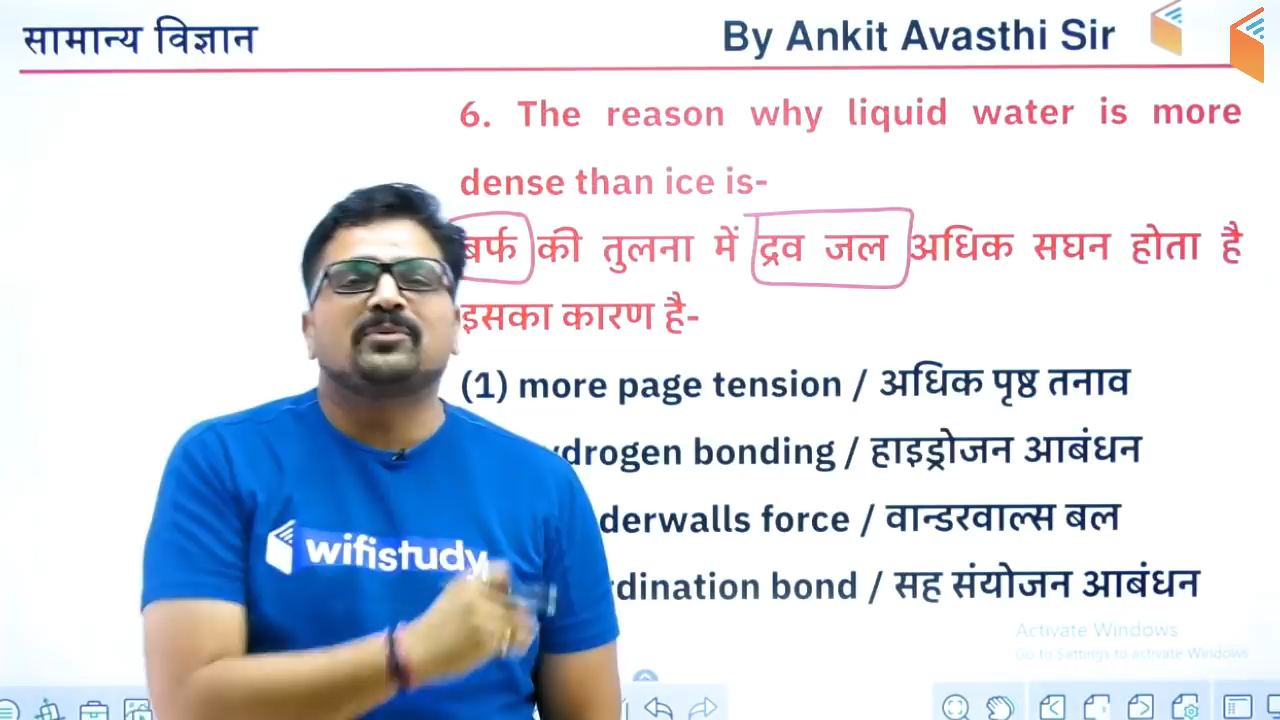 सामान्य विज्ञान
By Ankit Avasthi Sir
6. The reason why liquid water is more
dense than ice is-
बर्फ की तुलना में द्रव जल अधिक सघन होता है
इसका कारण है-
(1) more page tension / अधिक पृष्ठ तनाव
ydrogen bonding / हाइड्रोजन आबंधन
derwalls force / वान्डरवाल्स बल
rdination bond / सह संयोजन आबंधन
wifistudy
Activate Windows
Go to Settings to activate Windows